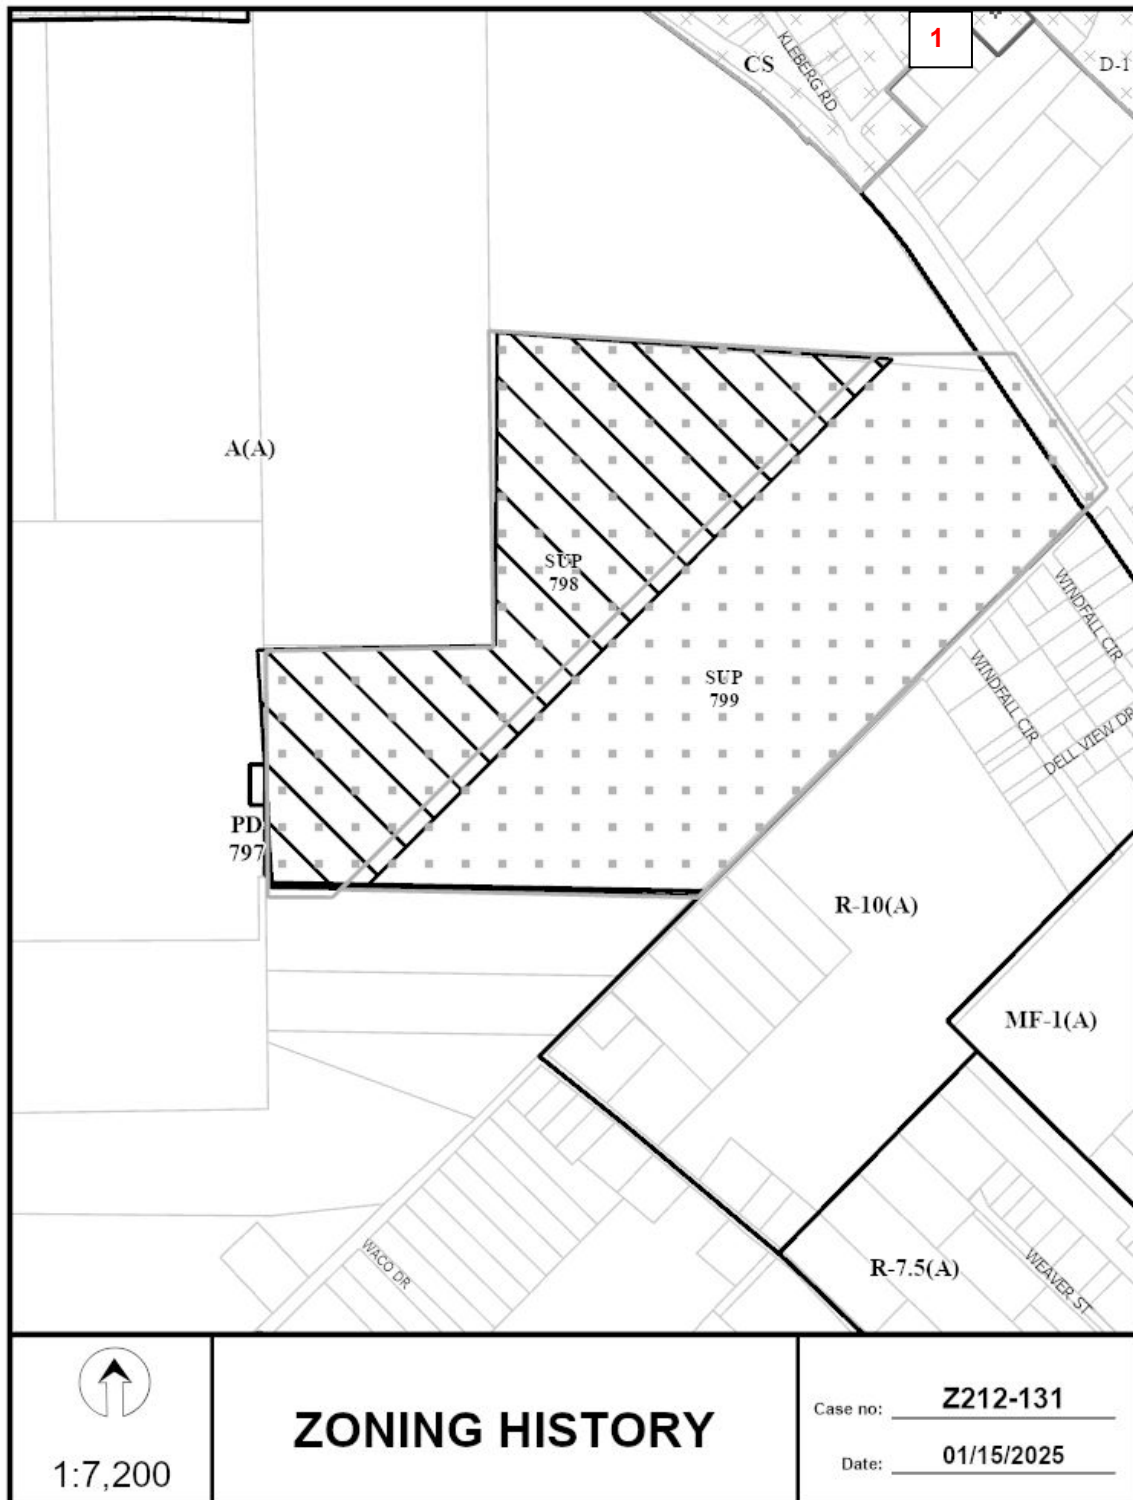 1
CS
KLEBERG RD
D-1
A(A)
SUP
798
SUP
799
WINDFALL CIR
WINDFALL CIR
DELL VIEW DR
PD
797
R-10(A)
MF-1(A)
R-7.5(A)
WACO DR
WEAVER ST
1:7,200
ZONING HISTORY
Case no: Z212-131
Date: 01/15/2025